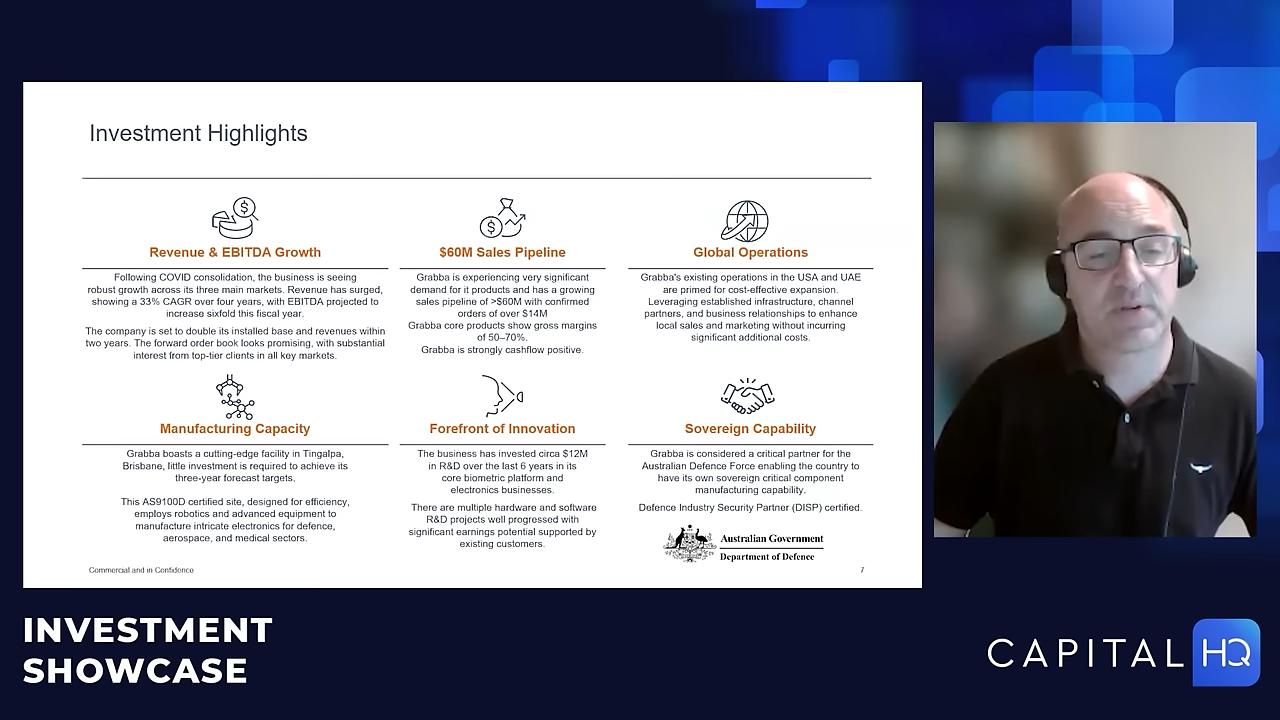 Investment Highlights
Revenue & EBITDA Growth
Following COVID consolidation, the business is seeing
robust growth across its three main markets. Revenue has surged,
showing a 33% CAGR over four years, with EBITDA projected to
increase sixfold this fiscal year.
The company is set to double its installed base and revenues within
two years. The forward order book looks promising, with substantial
interest from top-tier clients in all key markets.
$60M Sales Pipeline
Grabba is experiencing very significant
demand for it products and has a growing
sales pipeline of >$60M with confirmed
orders of over $14M
Grabba core products show gross margins
of 50–70%.
Grabba is strongly cashflow positive.
Global Operations
Grabba's existing operations in the USA and UAE
are primed for cost-effective expansion.
Leveraging established infrastructure, channel
partners, and business relationships to enhance
local sales and marketing without incurring
significant additional costs.
Manufacturing Capacity
Grabba boasts a cutting-edge facility in Tingalpa,
Brisbane, little investment is required to achieve its
three-year forecast targets.
This AS9100D certified site, designed for efficiency,
employs robotics and advanced equipment to
manufacture intricate electronics for defence,
aerospace, and medical sectors.
Forefront of Innovation
The business has invested circa $12M
in R&D over the last 6 years in its
core biometric platform and
electronics businesses.
There are multiple hardware and software
R&D projects well progressed with
significant earnings potential supported by
existing customers.
Sovereign Capability
Grabba is considered a critical partner for the
Australian Defence Force enabling the country to
have its own sovereign critical component
manufacturing capability.
Defence Industry Security Partner (DISP) certified.
Australian Government
Department of Defence
Commercial and in Confidence
7
INVESTMENT
SHOWCASE
CAPITAL HQ